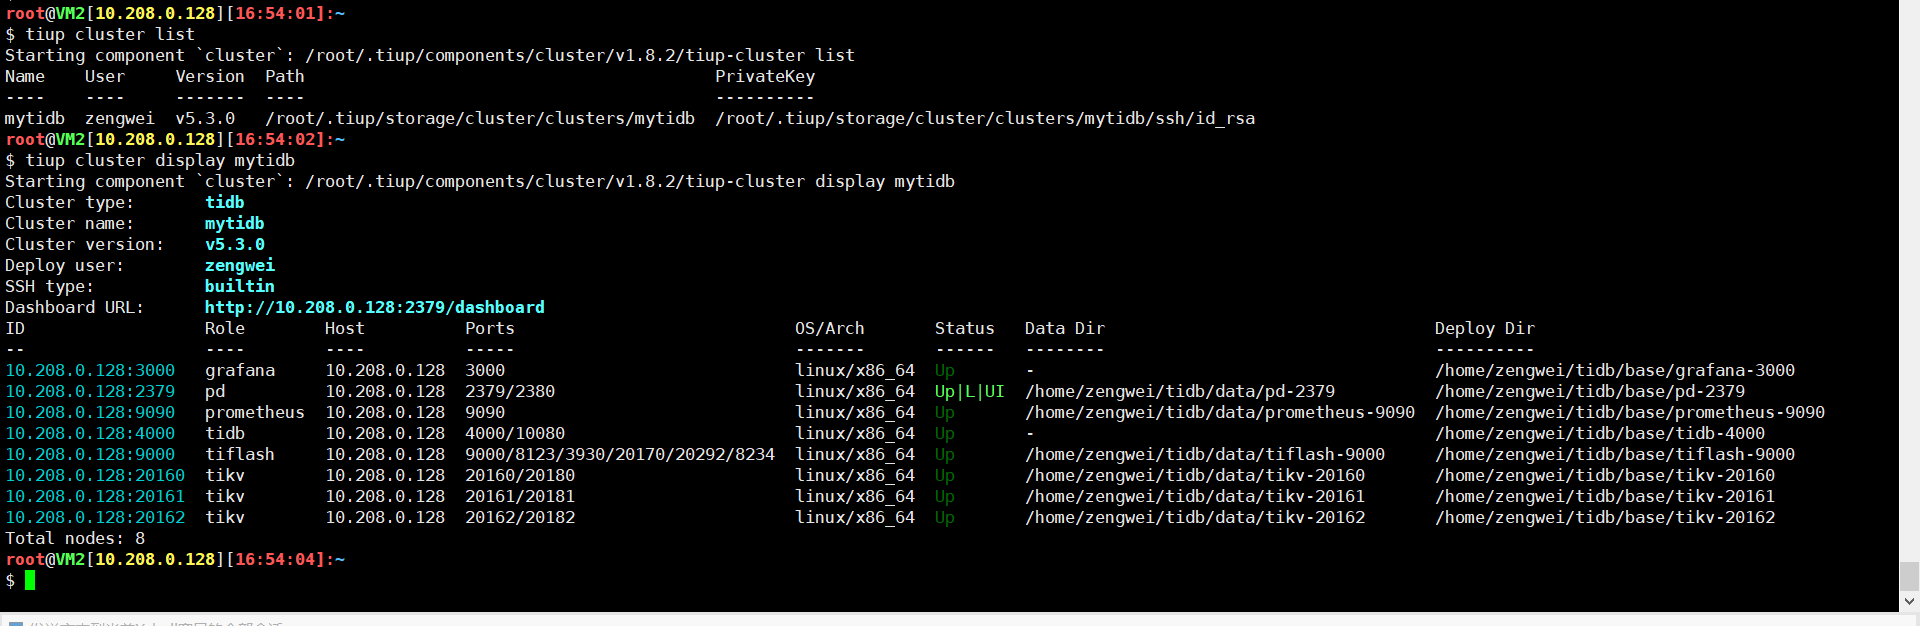 root@VM2[10.208.0.128][16:54:01]:~
$ tiup cluster list
Starting component `cluster`: /root/.tiup/components/cluster/v1.8.2/tiup-cluster list
Name    User     Version  Path                                         PrivateKey
----    ----     -------  ----                                         ----------
mytidb  zengwei  v5.3.0   /root/.tiup/storage/cluster/clusters/mytidb  /root/.tiup/storage/cluster/clusters/mytidb/ssh/id_rsa
root@VM2[10.208.0.128][16:54:02]:~
$ tiup cluster display mytidb
Starting component `cluster`: /root/.tiup/components/cluster/v1.8.2/tiup-cluster display mytidb
Cluster type:       tidb
Cluster name:       mytidb
Cluster version:    v5.3.0
Deploy user:        zengwei
SSH type:           builtin
Dashboard URL:      http://10.208.0.128:2379/dashboard
ID                  Role        Host          Ports                            OS/Arch       Status   Data Dir                                 Deploy Dir
--                  ----        ----          -----                            -------       ------   --------                                 ----------
10.208.0.128:3000   grafana     10.208.0.128  3000                             linux/x86_64  Up       -                                        /home/zengwei/tidb/base/grafana-3000
10.208.0.128:2379   pd          10.208.0.128  2379/2380                        linux/x86_64  Up|L|UI  /home/zengwei/tidb/data/pd-2379          /home/zengwei/tidb/base/pd-2379
10.208.0.128:9090   prometheus  10.208.0.128  9090                             linux/x86_64  Up       /home/zengwei/tidb/data/prometheus-9090  /home/zengwei/tidb/base/prometheus-9090
10.208.0.128:4000   tidb        10.208.0.128  4000/10080                       linux/x86_64  Up       -                                        /home/zengwei/tidb/base/tidb-4000
10.208.0.128:9000   tiflash     10.208.0.128  9000/8123/3930/20170/20292/8234  linux/x86_64  Up       /home/zengwei/tidb/data/tiflash-9000     /home/zengwei/tidb/base/tiflash-9000
10.208.0.128:20160  tikv        10.208.0.128  20160/20180                      linux/x86_64  Up       /home/zengwei/tidb/data/tikv-20160       /home/zengwei/tidb/base/tikv-20160
10.208.0.128:20161  tikv        10.208.0.128  20161/20181                      linux/x86_64  Up       /home/zengwei/tidb/data/tikv-20161       /home/zengwei/tidb/base/tikv-20161
10.208.0.128:20162  tikv        10.208.0.128  20162/20182                      linux/x86_64  Up       /home/zengwei/tidb/data/tikv-20162       /home/zengwei/tidb/base/tikv-20162
Total nodes: 8
root@VM2[10.208.0.128][16:54:04]:~
$